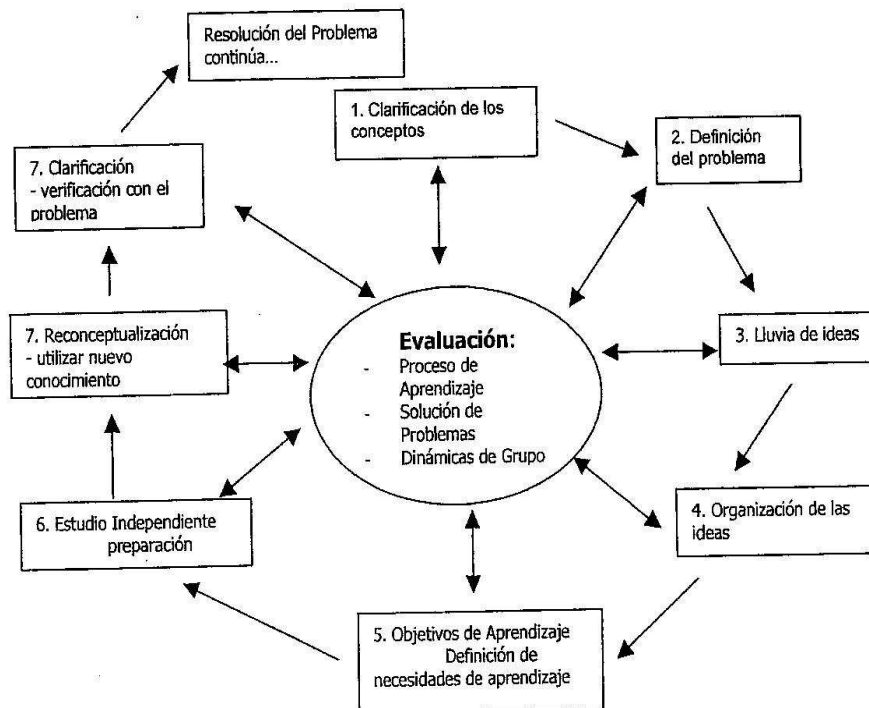 Resolución del Problema
continúa...
1. Clarificación de los
conceptos
2. Definición
del problema
3. Lluvia de ideas
4. Organización de las
ideas
5. Objetivos de Aprendizaje
Definición de
necesidades de aprendizaje
6. Estudio Independiente
preparación
7. Reconceptualización
- utilizar nuevo
conocimiento
7. Clarificación
- verificación con el
problema
Evaluación:
- Proceso de
Aprendizaje
- Solución de
Problemas
- Dinámicas de Grupo